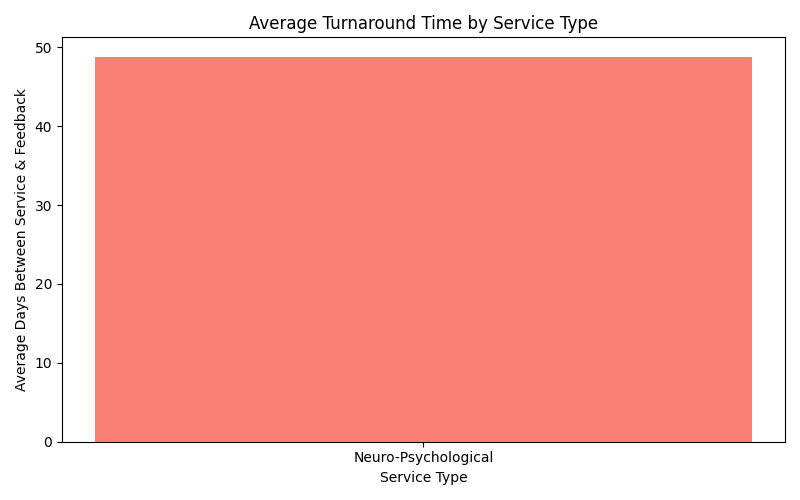 Average Turnaround Time by Service Type
Average Days Between Service & Feedback
50
40
30
20
10
0
Neuro-Psychological
Service Type